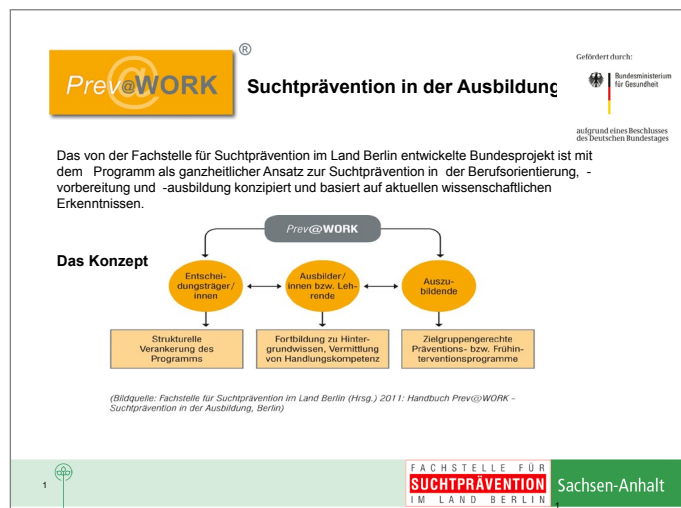 Prev@WORK
®
Suchtprävention in der Ausbildung
Gefördert durch:
Bundesministerium
für Gesundheit
aufgrund eines Beschlusses
des Deutschen Bundestages
Das von der Fachstelle für Suchtprävention im Land Berlin entwickelte Bundesprojekt ist mit
dem Programm als ganzheitlicher Ansatz zur Suchtprävention in der Berufsorientierung, -
vorbereitung und -ausbildung konzipiert und basiert auf aktuellen wissenschaftlichen
Erkenntnissen.
Das Konzept
Prev@WORK
Entschei-
dungsträger/
innen
Ausbilder/
innen bzw. Leh-
rende
Auszu-
bildende
Strukturelle
Verankerung des
Programms
Fortbildung zu Hinter-
grundwissen, Vermittlung
von Handlungskompetenz
Zielgruppengerechte
Präventions- bzw. Frühin-
terventionsprogramme
(Bildquelle: Fachstelle für Suchtprävention im Land Berlin (Hrsg.) 2011: Handbuch Prev@WORK -
Suchtprävention in der Ausbildung, Berlin)
1
FACHSTELLE FÜR
SUCHTPRÄVENTION
IM LAND BERLIN
Sachsen-Anhalt
1